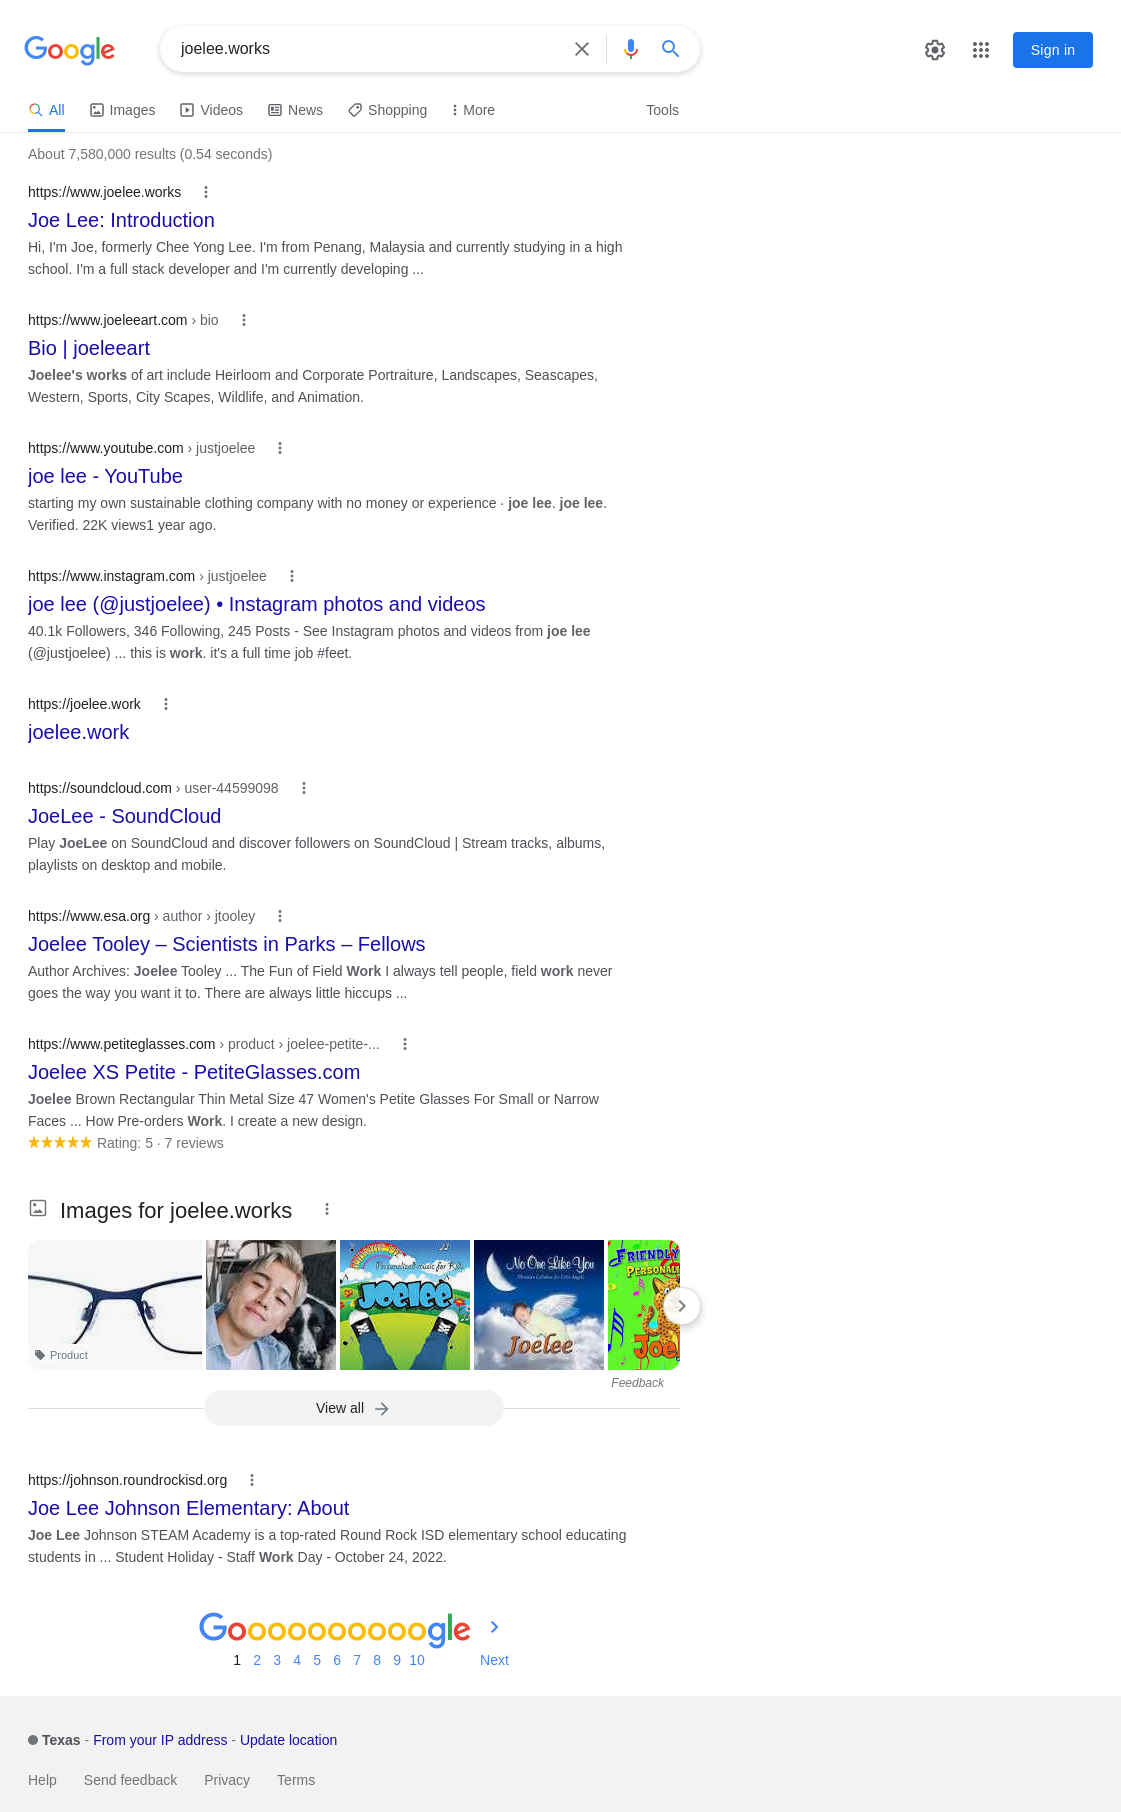 Google
joelee.works
Sign in
All
Images
Videos
News
Shopping
More
Tools
About 7,580,000 results (0.54 seconds)
https://www.joelee.works
Joe Lee: Introduction
Hi, I'm Joe, formerly Chee Yong Lee. I'm from Penang, Malaysia and currently studying in a high
school. I'm a full stack developer and I'm currently developing ...
https://www.joeleeart.com › bio
Bio | joeleeart
Joelee's works of art include Heirloom and Corporate Portraiture, Landscapes, Seascapes,
Western, Sports, City Scapes, Wildlife, and Animation.
https://www.youtube.com › justjoelee
joe lee - YouTube
starting my own sustainable clothing company with no money or experience · joe lee. joe lee.
Verified. 22K views1 year ago.
https://www.instagram.com › justjoelee
joe lee (@justjoelee) • Instagram photos and videos
40.1k Followers, 346 Following, 245 Posts - See Instagram photos and videos from joe lee
(@justjoelee) ... this is work. it's a full time job #feet.
https://joelee.work
joelee.work
https://soundcloud.com › user-44599098
JoeLee - SoundCloud
Play JoeLee on SoundCloud and discover followers on SoundCloud | Stream tracks, albums,
playlists on desktop and mobile.
https://www.esa.org › author › jtooley
Joelee Tooley – Scientists in Parks – Fellows
Author Archives: Joelee Tooley ... The Fun of Field Work I always tell people, field work never
goes the way you want it to. There are always little hiccups ...
https://www.petiteglasses.com › product › joelee-petite-...
Joelee XS Petite - PetiteGlasses.com
Joelee Brown Rectangular Thin Metal Size 47 Women's Petite Glasses For Small or Narrow
Faces ... How Pre-orders Work. I create a new design.
Rating: 5 · 7 reviews
Images for joelee.works
Product
Personalized music for Kids
Joelee
No One Like You
Christian Lullabies for Little Angels
Joelee
FRIENDLY
PERSONAL
Joe
Feedback
View all
https://johnson.roundrockisd.org
Joe Lee Johnson Elementary: About
Joe Lee Johnson STEAM Academy is a top-rated Round Rock ISD elementary school educating
students in ... Student Holiday - Staff Work Day - October 24, 2022.
Goooooooooogle
1 2 3 4 5 6 7 8 9 10 Next
Texas - From your IP address - Update location
Help Send feedback Privacy Terms